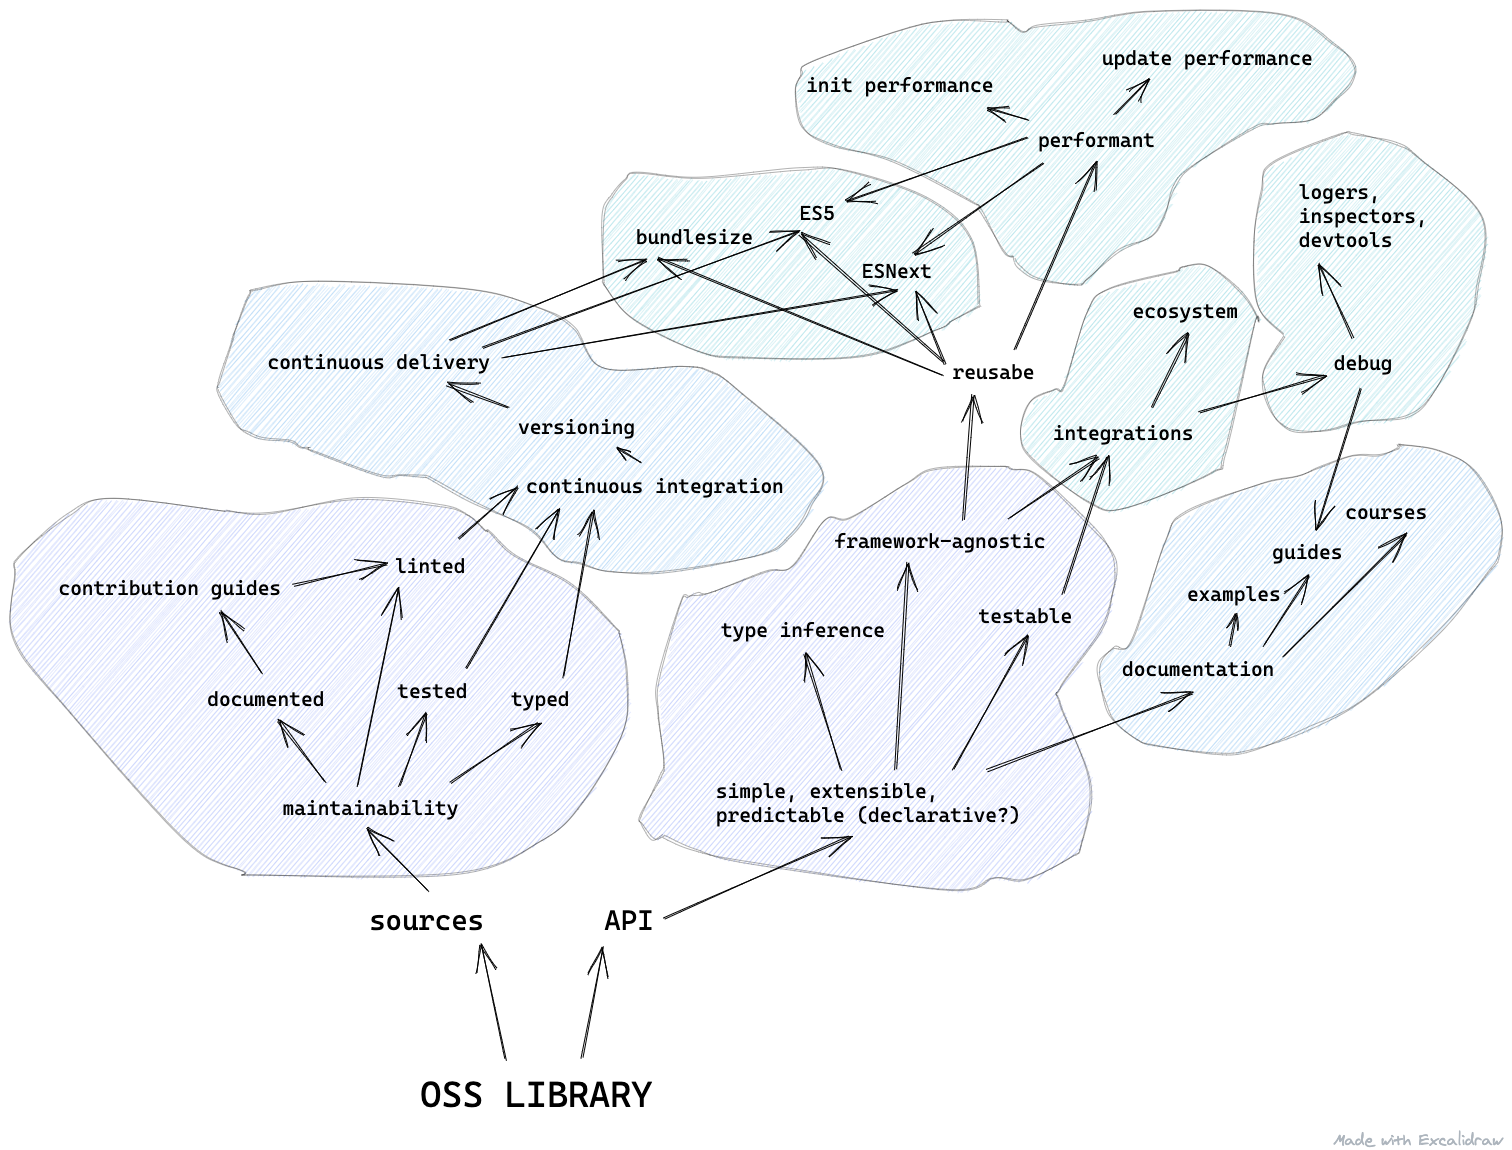 update performance
init performance
performant
logers,
inspectors,
devtools
ES5
bundlesize
ESNext
ecosystem
continuous delivery
debug
reusabe
versioning
integrations
continuous integration
courses
framework-agnostic
guides
linted
contribution guides
examples
testable
type inference
documentation
tested
documented
typed
simple, extensible,
predictable (declarative?)
maintainability
sources
API
OSS LIBRARY
Made with Excalidraw